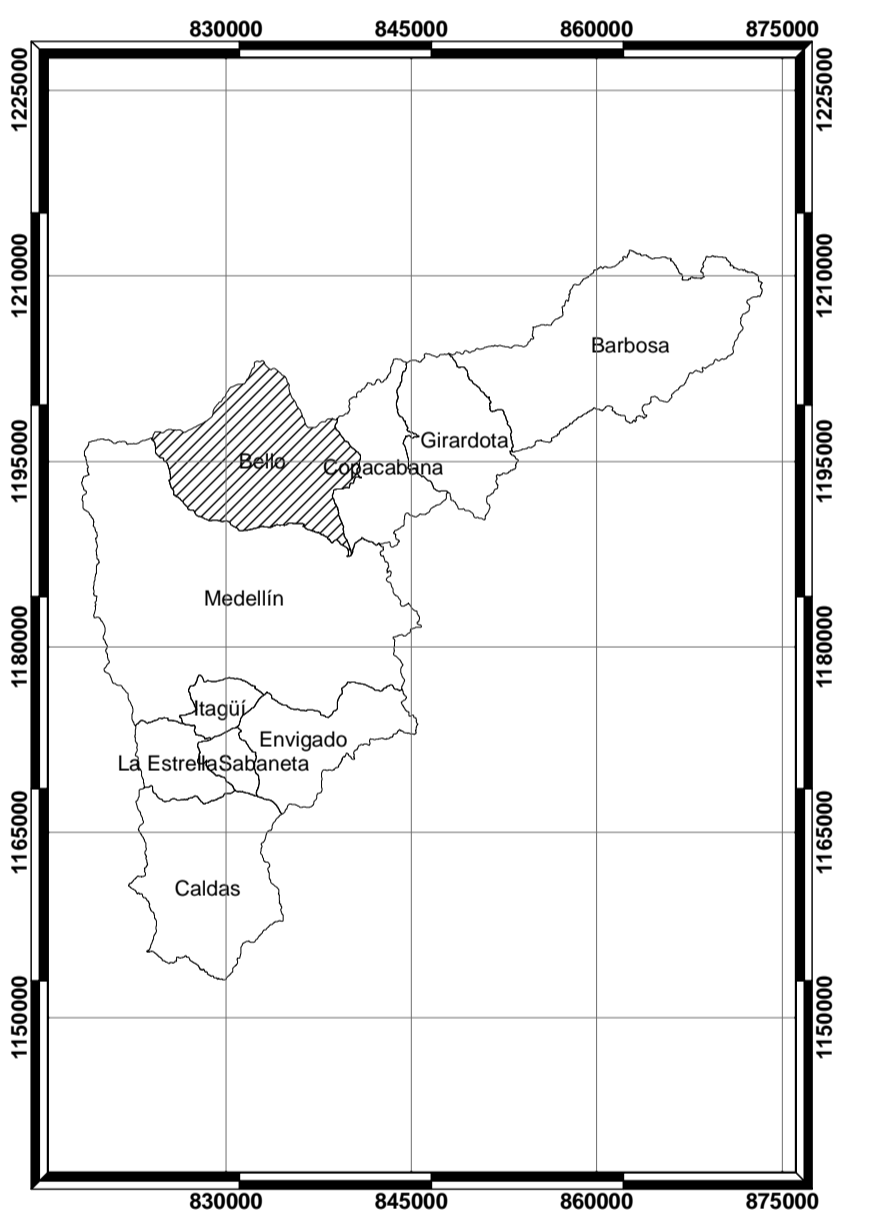 830000 845000 860000 875000
1225000 1225000
1210000 1210000
Barbosa
Girardota
1195000 Bello Copacabana 1195000
Medellín
1180000 1180000
Itagüí
Envigado
La Estrella Sabaneta
1165000 1165000
Caldas
1150000 1150000
830000 845000 860000 875000